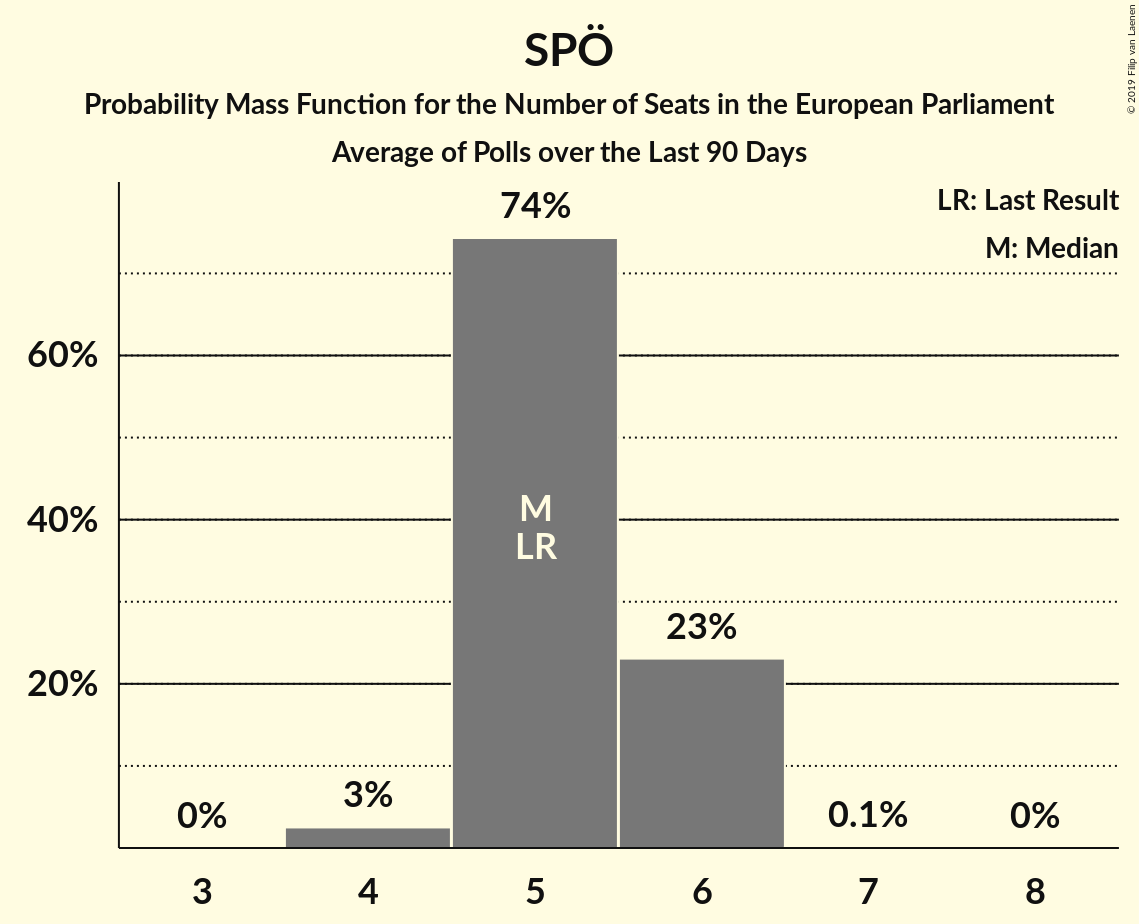 SPÖ
Probability Mass Function for the Number of Seats in the European Parliament
Average of Polls over the Last 90 Days
© 2019 Filip van Laenen
LR: Last Result
M: Median
74%
60%
40%
20%
M
LR
23%
0%
3%
0.1%
0%
3
4
5
6
7
8